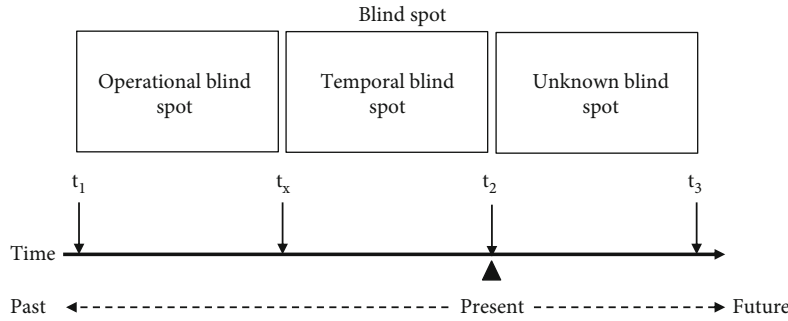 Blind spot
Operational blind
spot
Temporal blind
spot
Unknown blind
spot
t₁
tₓ
t₂
t₃
Time
Past
Present
Future